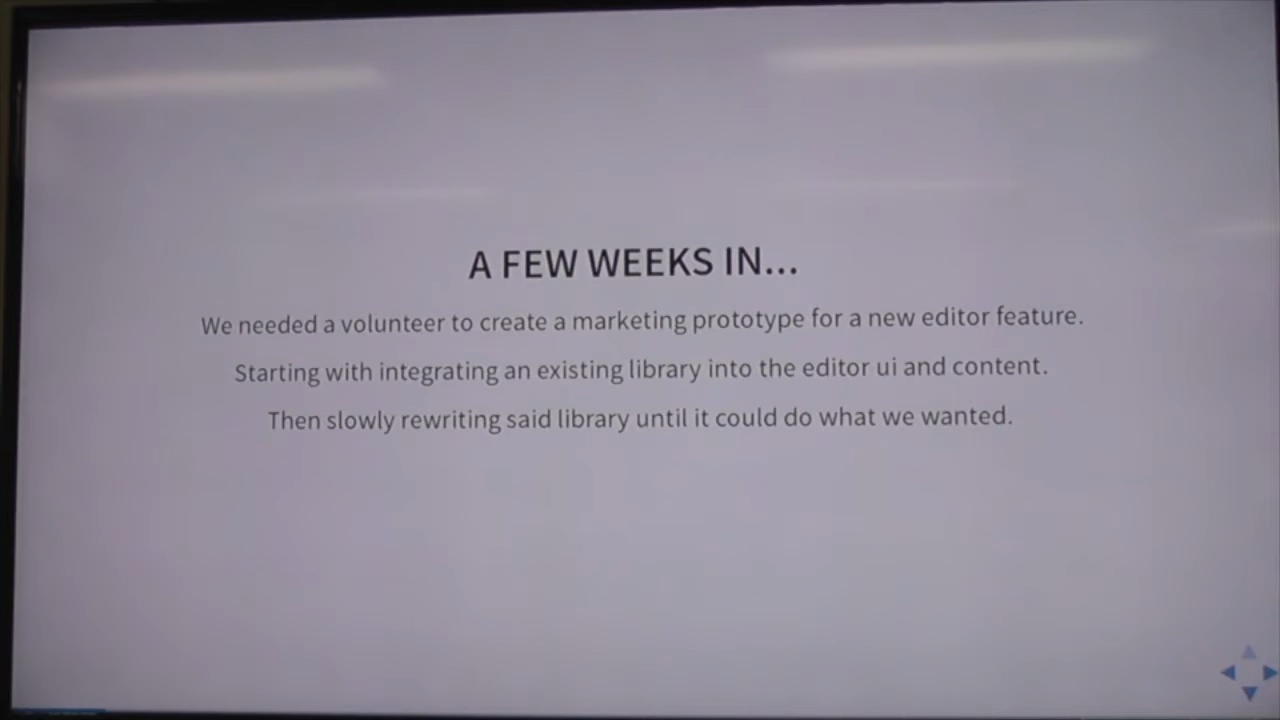 A FEW WEEKS IN...
We needed a volunteer to create a marketing prototype for a new editor feature.
Starting with integrating an existing library into the editor ui and content.
Then slowly rewriting said library until it could do what we wanted.